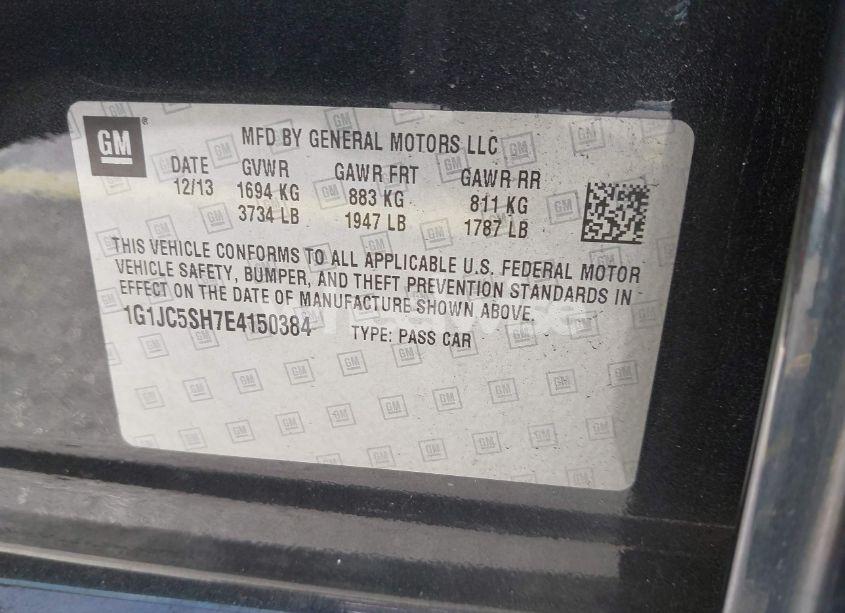 GM ® MFD BY GENERAL MOTORS LLC
DATE GVWR GAWR FRT GAWR RR
12/13 1694 KG 883 KG 811 KG
3734 LB 1947 LB 1787 LB
THIS VEHICLE CONFORMS TO ALL APPLICABLE U.S. FEDERAL MOTOR
VEHICLE SAFETY, BUMPER, AND THEFT PREVENTION STANDARDS IN
EFFECT ON THE DATE OF MANUFACTURE SHOWN ABOVE.
1G1JC5SH7E4150384 TYPE: PASS CAR